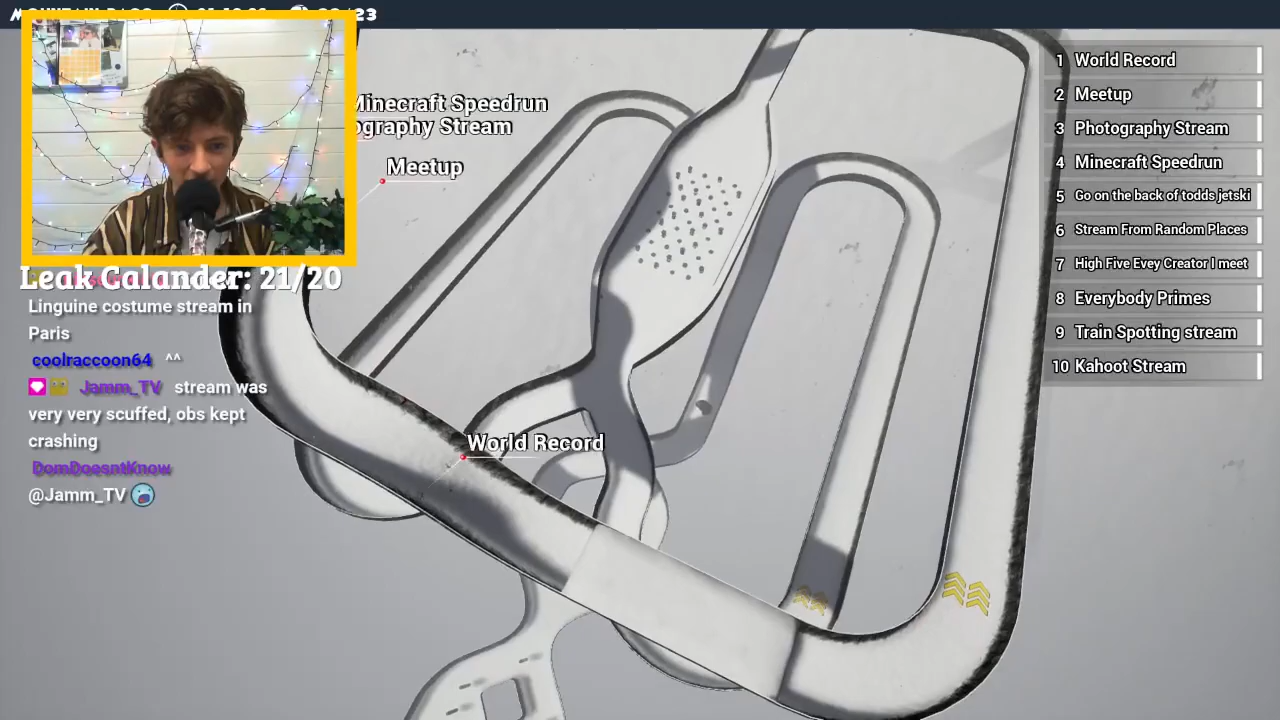 1 World Record
Minecraft Speedrun
2 Meetup
3 Photography Stream
Meetup
4 Minecraft Speedrun
5 Go on the back of todds jetski
6 Stream From Random Places
7 High Five Evey Creator I meet
Leak Calander: 21/20
8 Everybody Primes
Linguine costume stream in
Paris
9 Train Spotting stream
coolraccoon64 ^^
10 Kahoot Stream
Jamm_TV stream was
very very scuffed, obs kept
crashing
World Record
DomDoesntKnow
@Jamm_TV